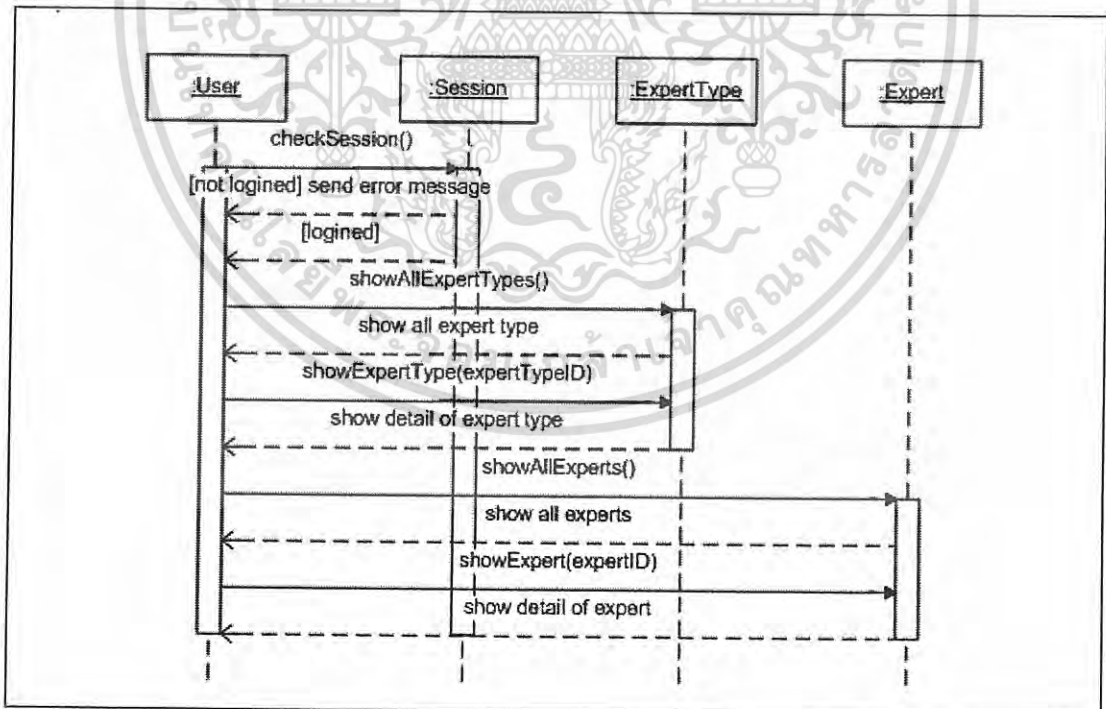 :User
:Session
:ExpertType
:Expert
checkSession()
[not logined] send error message
[logined]
showAllExpertTypes()
show all expert type
showExpertType(expertTypeID)
show detail of expert type
showAllExperts()
show all experts
showExpert(expertID)
show detail of expert